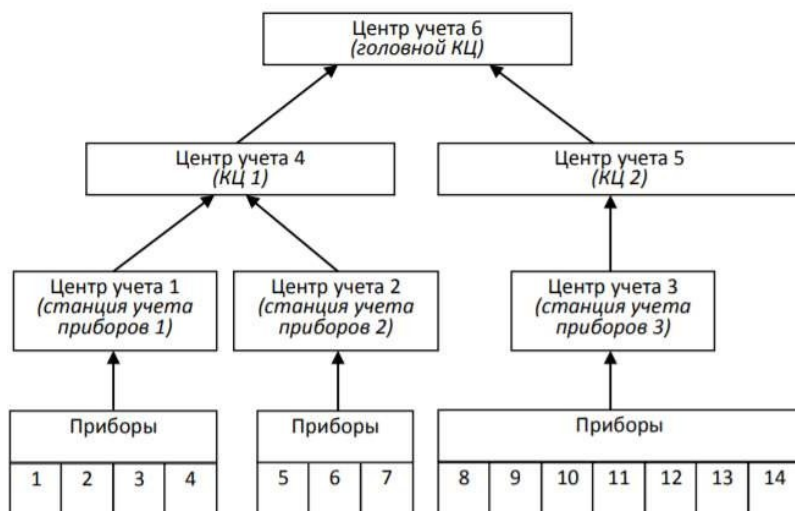 Центр учета 6
(головной КЦ)
Центр учета 4
(КЦ 1)
Центр учета 5
(КЦ 2)
Центр учета 1
(станция учета
приборов 1)
Центр учета 2
(станция учета
приборов 2)
Центр учета 3
(станция учета
приборов 3)
Приборы
1 2 3 4
Приборы
5 6 7
Приборы
8 9 10 11 12 13 14